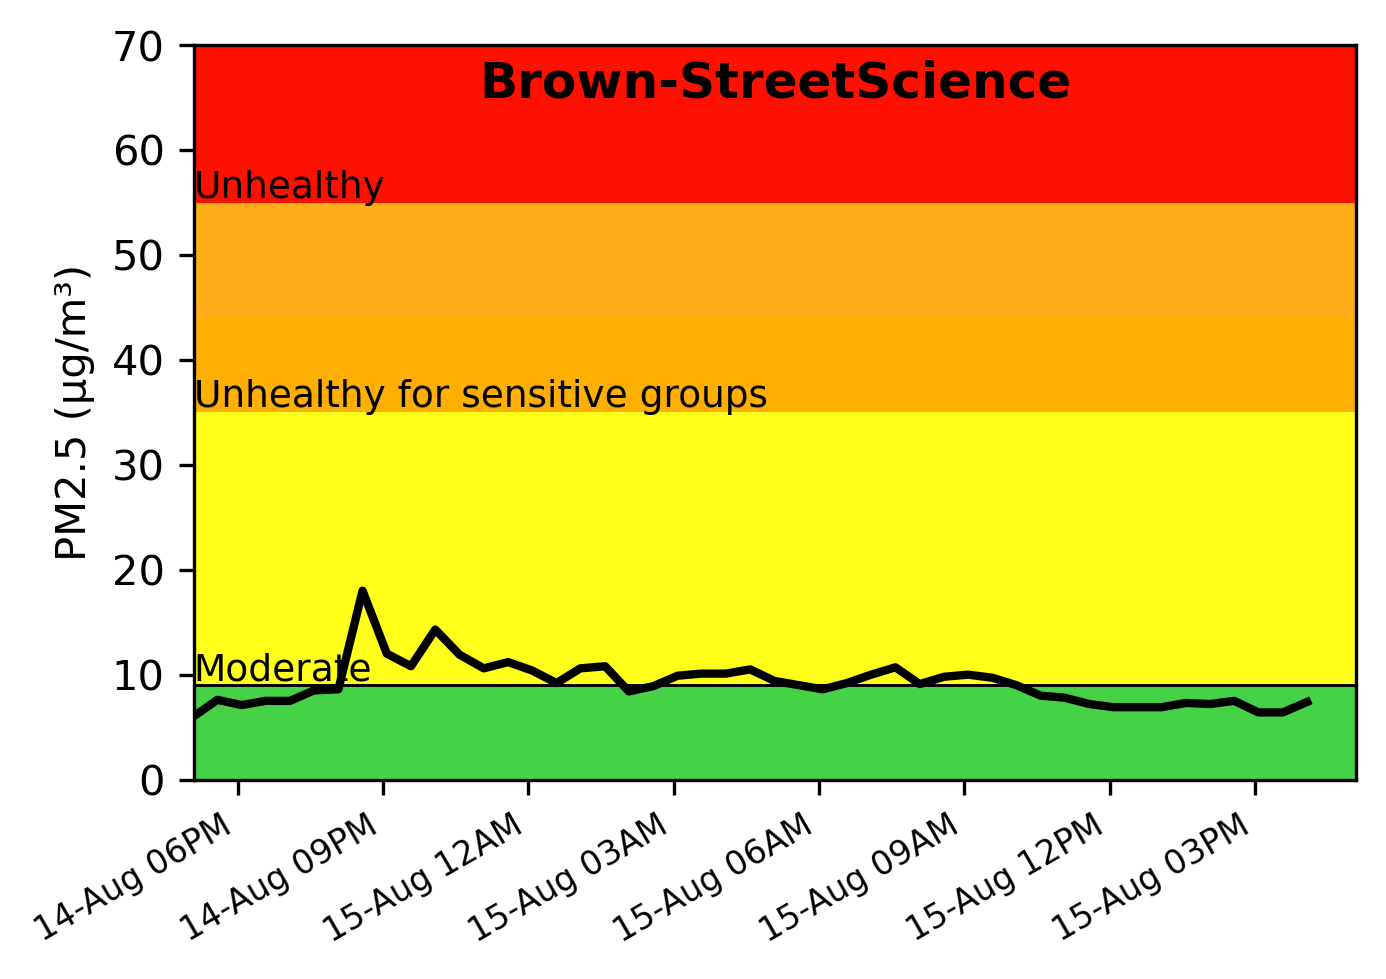 Brown-StreetScience
70
60
50
40
30
20
10
0
PM2.5 (µg/m³)
Unhealthy
Unhealthy for sensitive groups
Moderate
14-Aug 06PM
14-Aug 09PM
15-Aug 12AM
15-Aug 03AM
15-Aug 06AM
15-Aug 09AM
15-Aug 12PM
15-Aug 03PM